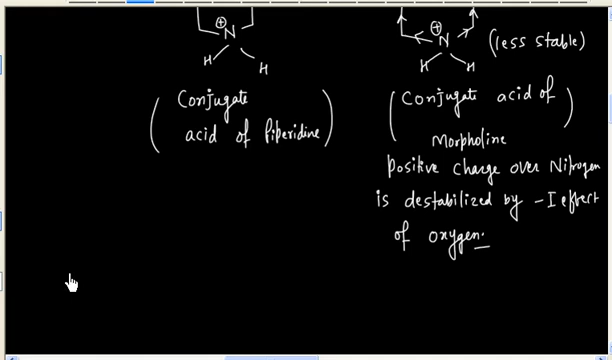 ⊕
N
H
H
(Conjugate
acid of Piperidine)
⊕
N
H
H
(less stable)
(Conjugate acid of
Morpholine)
Positive charge over Nitrogen
is destabilized by -I effect
of oxygen.